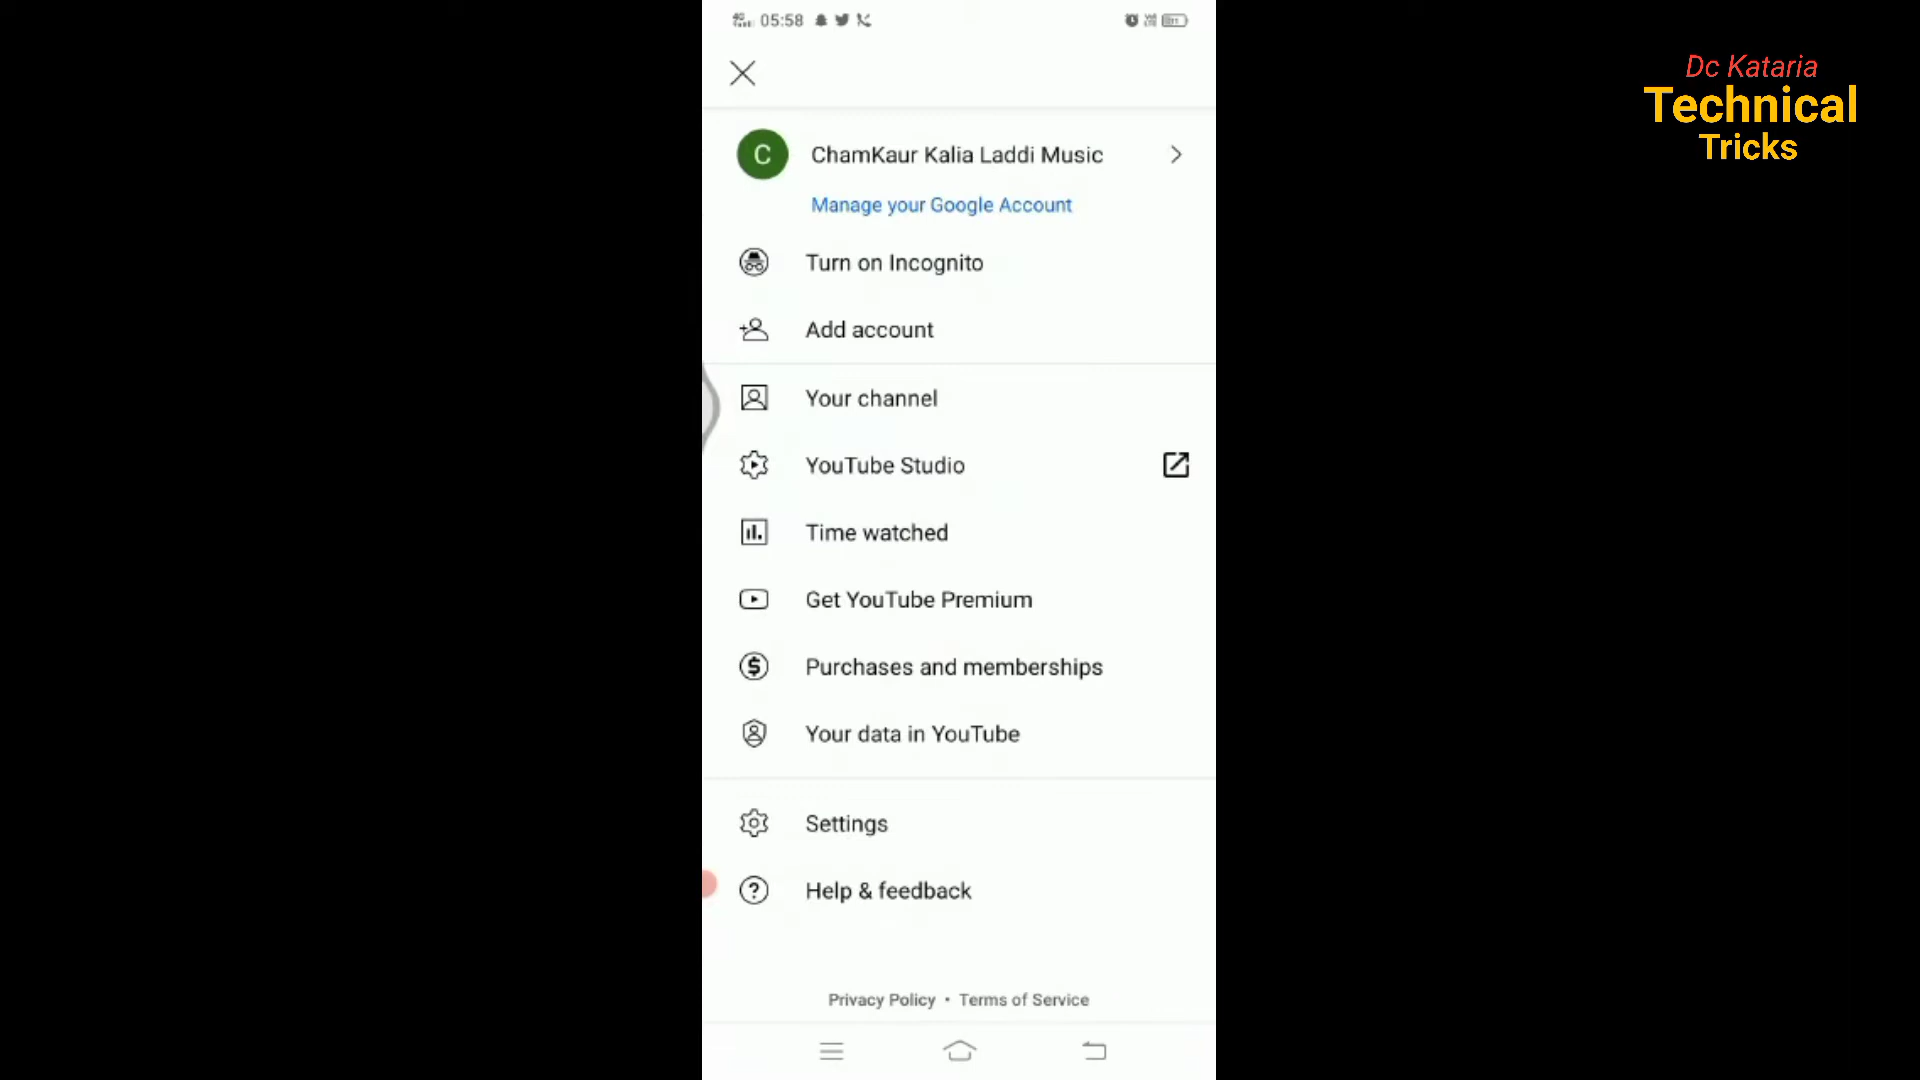 05:58
Dc Kataria
Technical
Tricks
C
ChamKaur Kalia Laddi Music
Manage your Google Account
Turn on Incognito
Add account
Your channel
YouTube Studio
Time watched
Get YouTube Premium
Purchases and memberships
Your data in YouTube
Settings
Help & feedback
Privacy Policy • Terms of Service